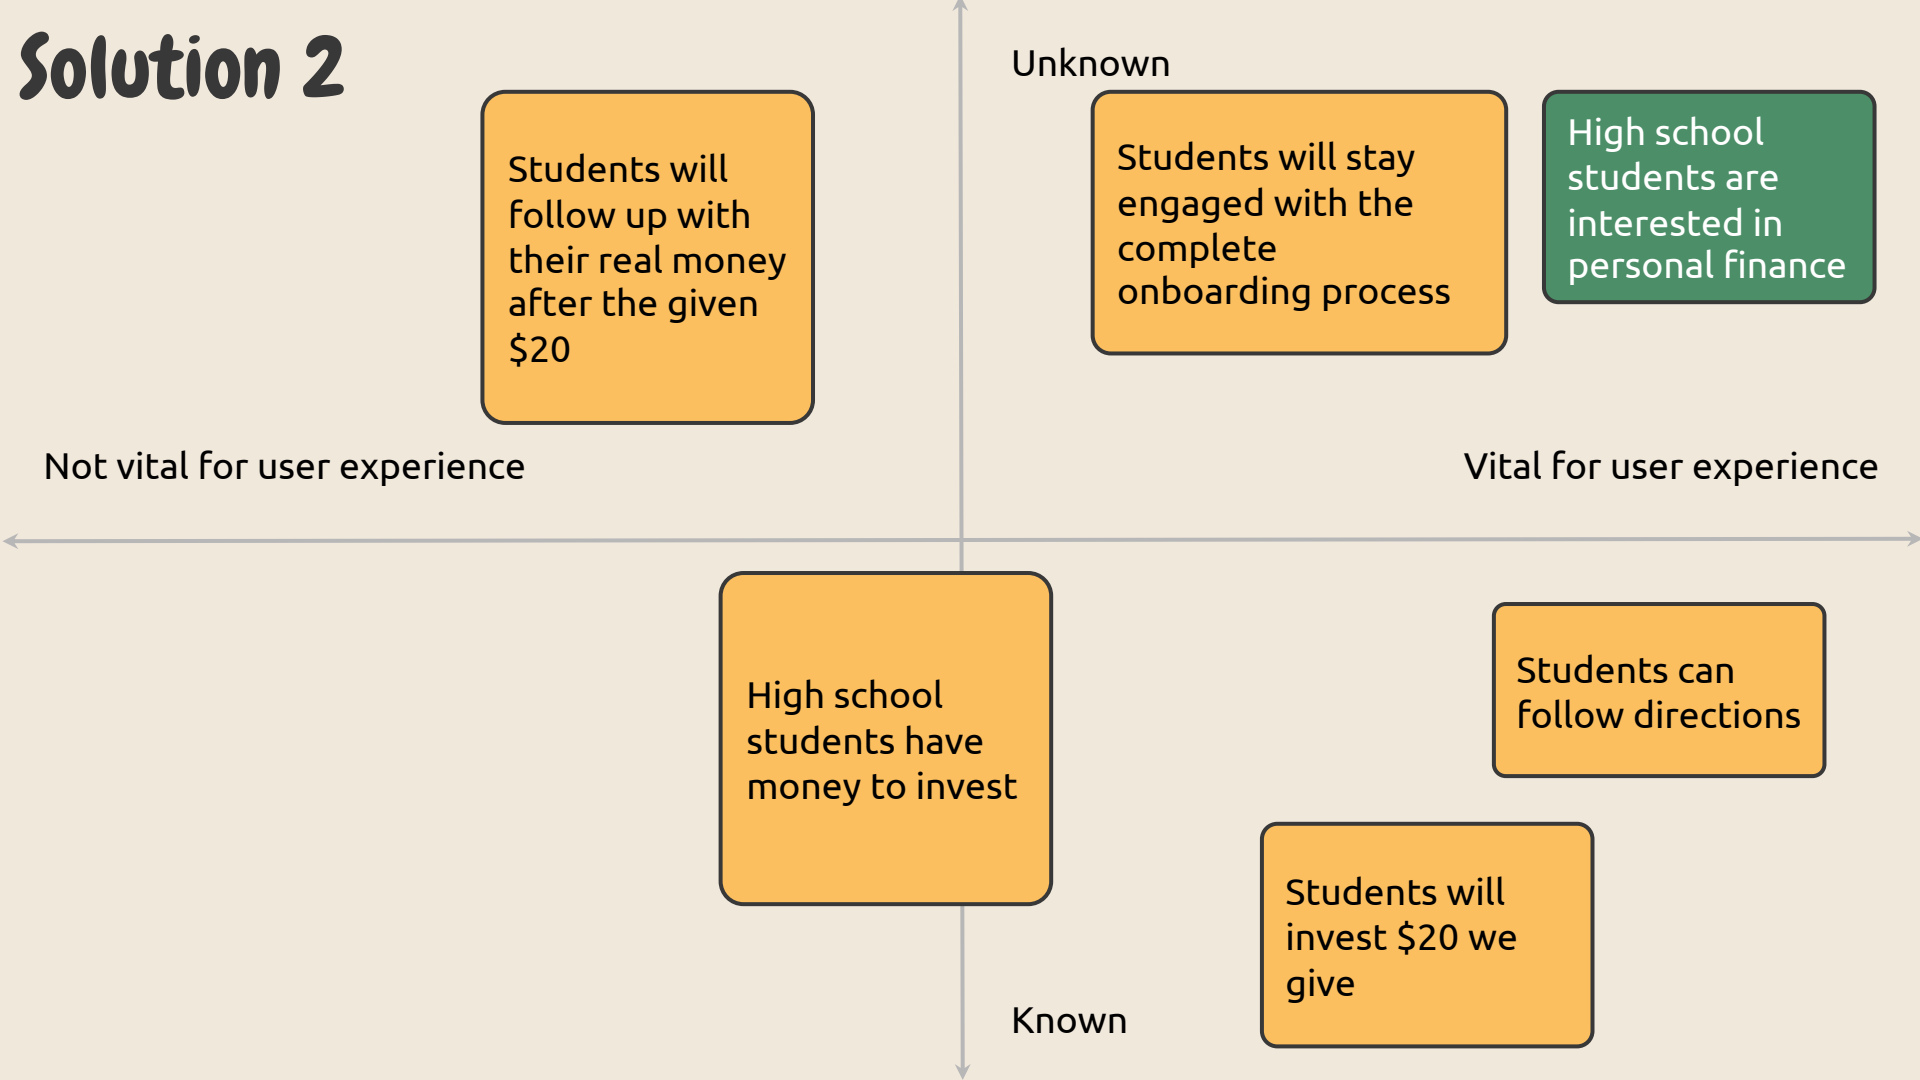 Solution 2
Unknown
Students will
follow up with
their real money
after the given
$20
Students will stay
engaged with the
complete
onboarding process
High school
students are
interested in
personal finance
Not vital for user experience
Vital for user experience
High school
students have
money to invest
Students can
follow directions
Students will
invest $20 we
give
Known